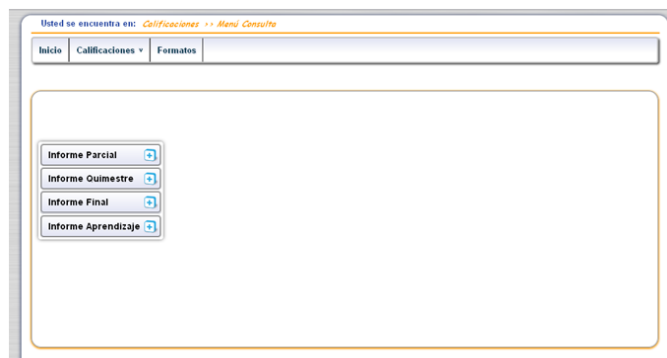 Usted se encuentra en: Calificaciones >> Menú Consulta
Inicio Calificaciones Formatos
Informe Parcial
Informe Quimestre
Informe Final
Informe Aprendizaje